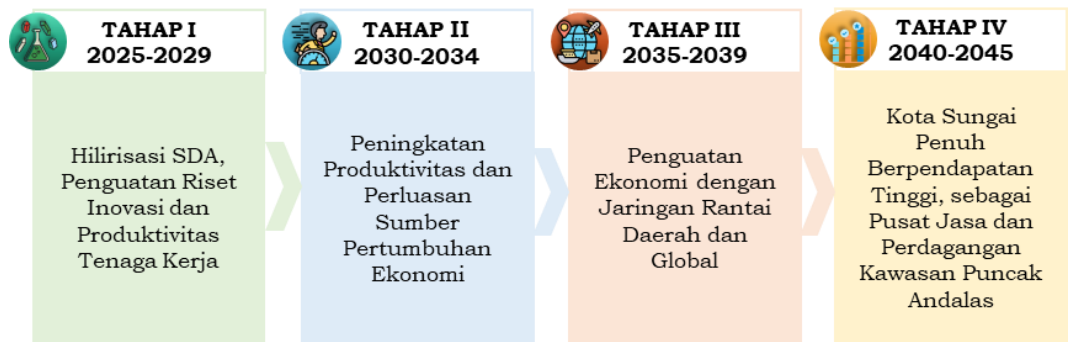 TAHAP I
2025-2029
Hilirisasi SDA,
Penguatan Riset
Inovasi dan
Produktivitas
Tenaga Kerja
TAHAP II
2030-2034
Peningkatan
Produktivitas dan
Perluasan
Sumber
Pertumbuhan
Ekonomi
TAHAP III
2035-2039
Penguatan
Ekonomi dengan
Jaringan Rantai
Daerah dan
Global
TAHAP IV
2040-2045
Kota Sungai
Penuh
Berpendapatan
Tinggi, sebagai
Pusat Jasa dan
Perdagangan
Kawasan Puncak
Andalas